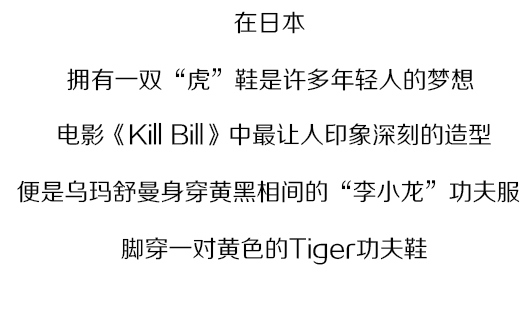 在日本
拥有一双“虎”鞋是许多年轻人的梦想
电影《Kill Bill》中最让人印象深刻的造型
便是乌玛舒曼身穿黄黑相间的“李小龙”功夫服
脚穿一对黄色的Tiger功夫鞋